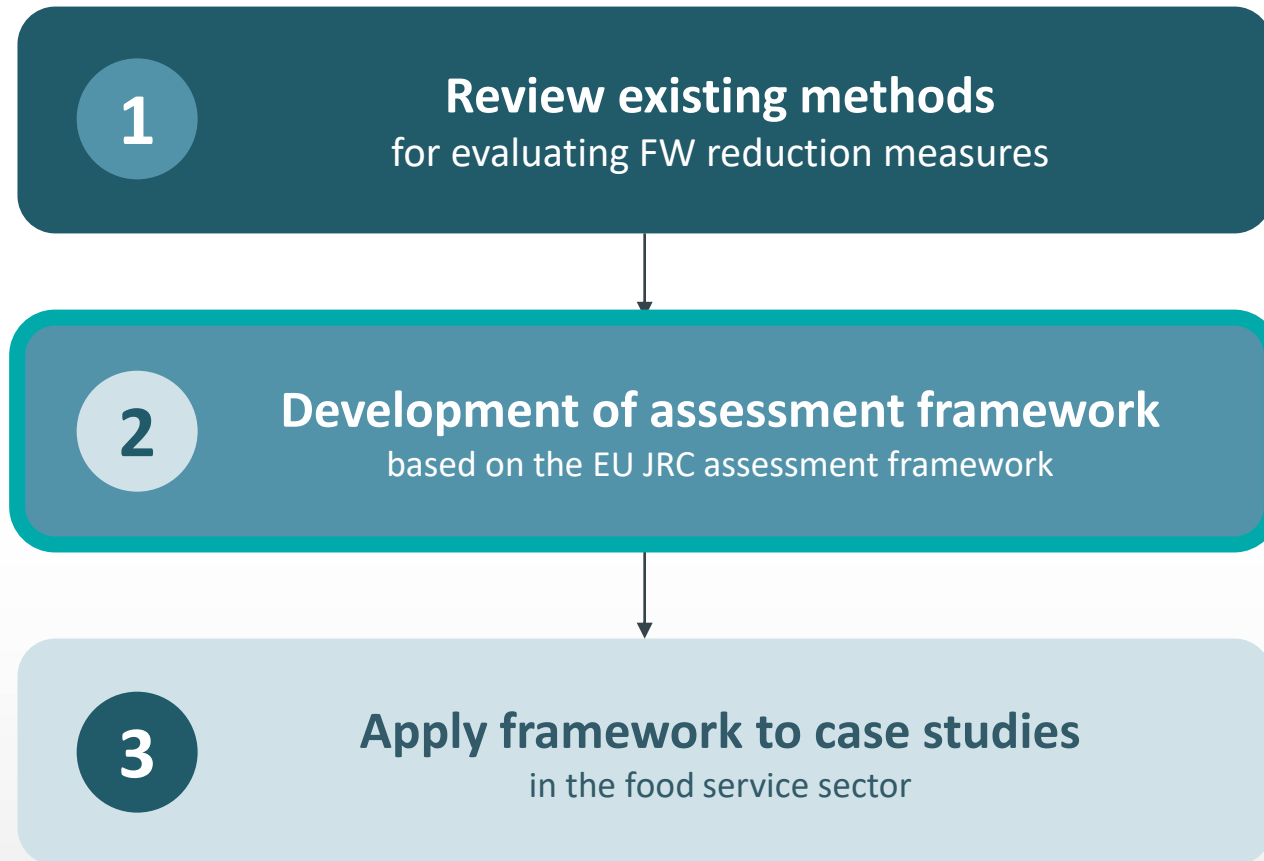 1
Review existing methods
for evaluating FW reduction measures
2
Development of assessment framework
based on the EU JRC assessment framework
3
Apply framework to case studies
in the food service sector